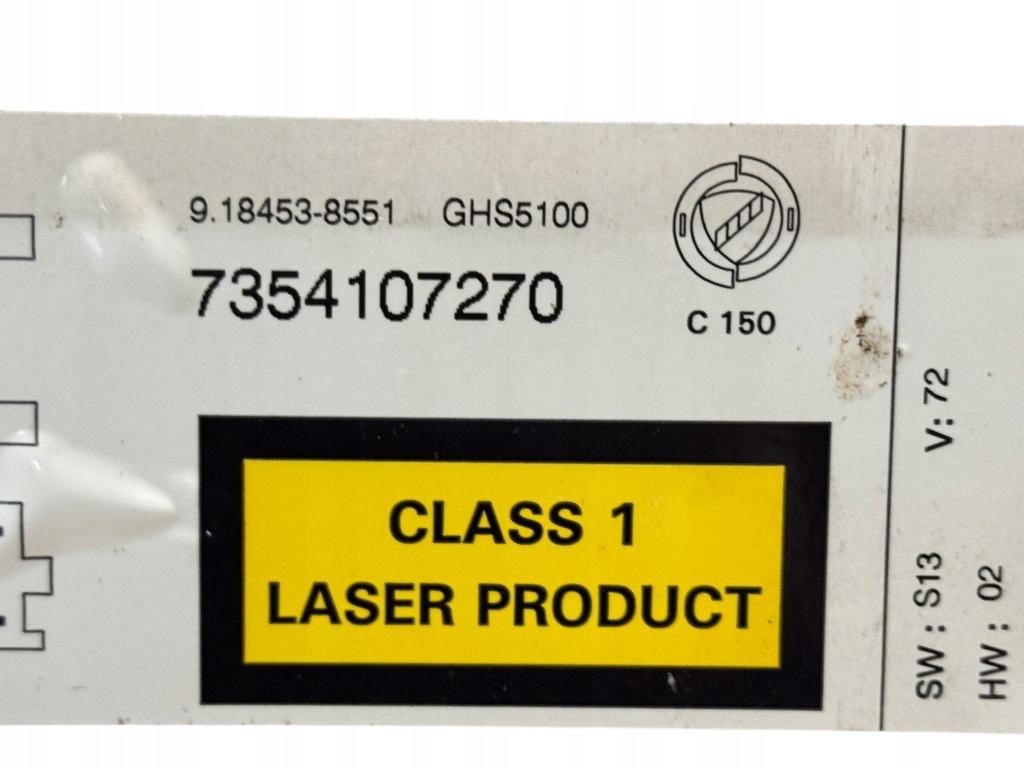 9.18453-8551 GHS5100
7354107270
C 150
CLASS 1
LASER PRODUCT
SW : S13 V: 72
HW : 02